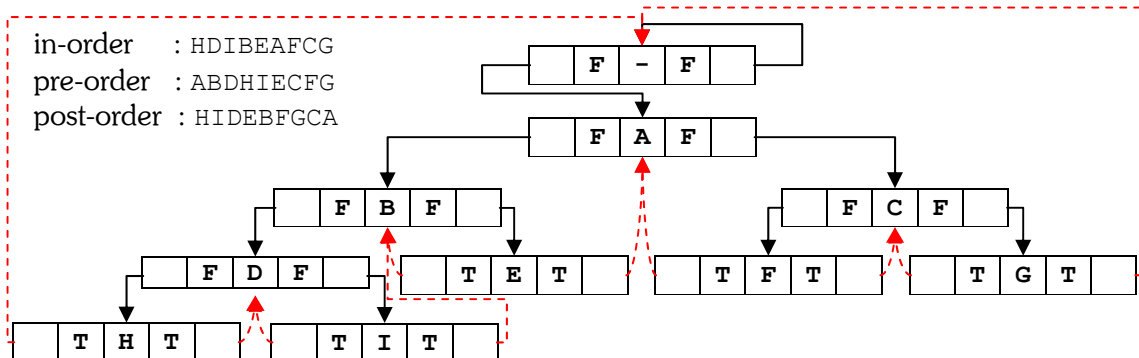 in-order : HDIBEAFCG
pre-order : ABDHIECFG
post-order : HIDEBFGCA
F - F
F A F
F B F
F C F
F D F
T E T
T F T
T G T
T H T
T I T